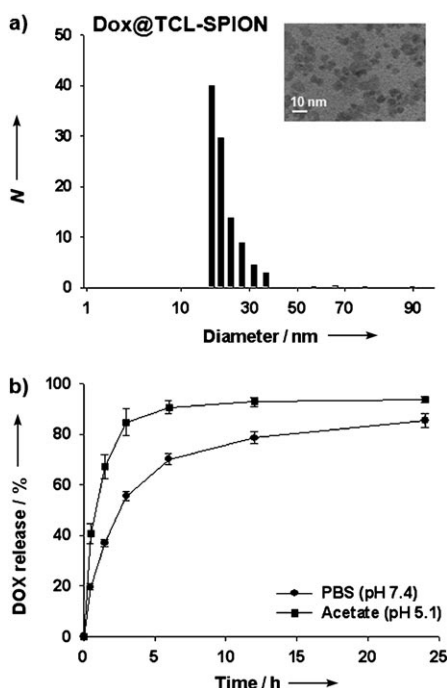 a) Dox@TCL-SPION
50
40
30
20
10
0
N
10 nm
1 10 30 50 70 90
Diameter / nm
b)
100
80
60
40
20
0
DOX release / %
PBS (pH 7.4)
Acetate (pH 5.1)
0 5 10 15 20 25
Time / h